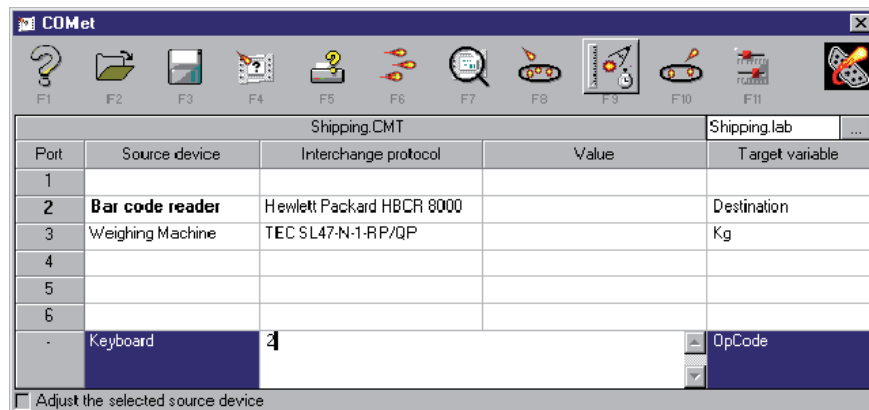 COMet
F1 F2 F3 F4 F5 F6 F7 F8 F9 F10 F11
Shipping.CMT Shipping.lab ...
Port Source device Interchange protocol Value Target variable
1
2 Bar code reader Hewlett Packard HBCR 8000 Destination
3 Weighing Machine TEC SL47-N-1-RP/QP Kg
4
5
6
- Keyboard 2 OpCode
Adjust the selected source device